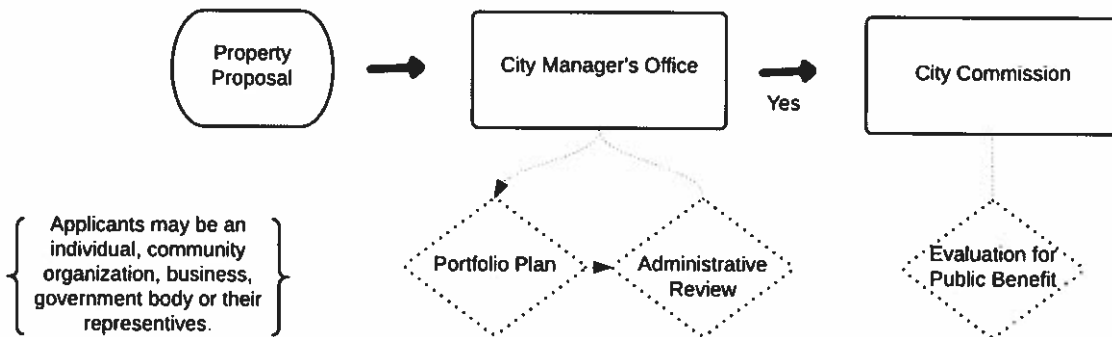 Property
Proposal
City Manager's Office
Yes
City Commission
Applicants may be an
individual, community
organization, business,
government body or their
representives.
Portfolio Plan
Administrative
Review
Evaluation for
Public Benefit